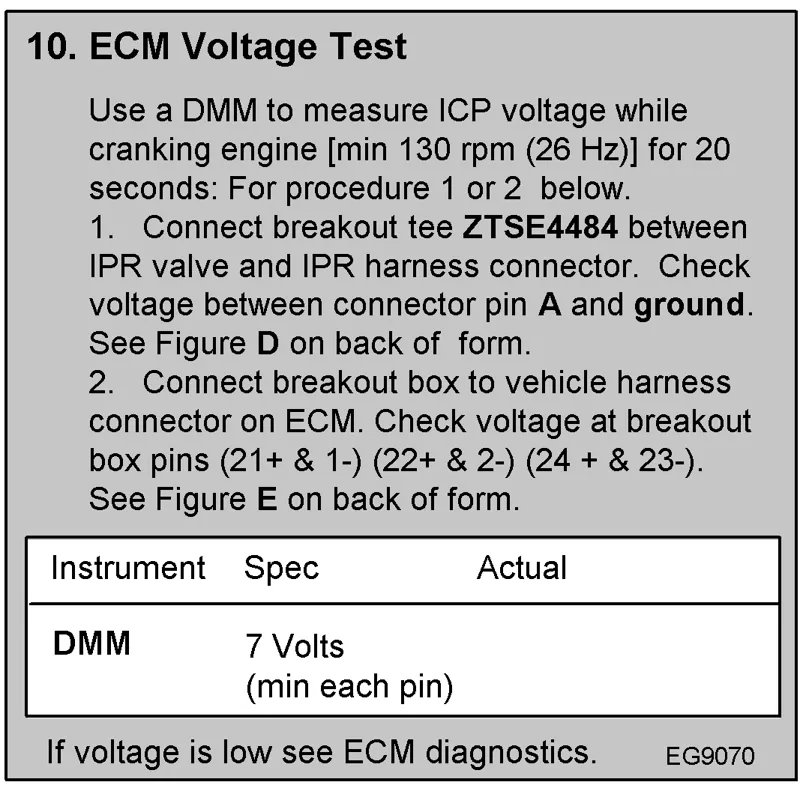 10. ECM Voltage Test
Use a DMM to measure ICP voltage while
cranking engine [min 130 rpm (26 Hz)] for 20
seconds: For procedure 1 or 2 below.
1. Connect breakout tee ZTSE4484 between
IPR valve and IPR harness connector. Check
voltage between connector pin A and ground.
See Figure D on back of form.
2. Connect breakout box to vehicle harness
connector on ECM. Check voltage at breakout
box pins (21+ & 1-) (22+ & 2-) (24 + & 23-).
See Figure E on back of form.
Instrument Spec Actual
DMM 7 Volts
(min each pin)
If voltage is low see ECM diagnostics. EG9070